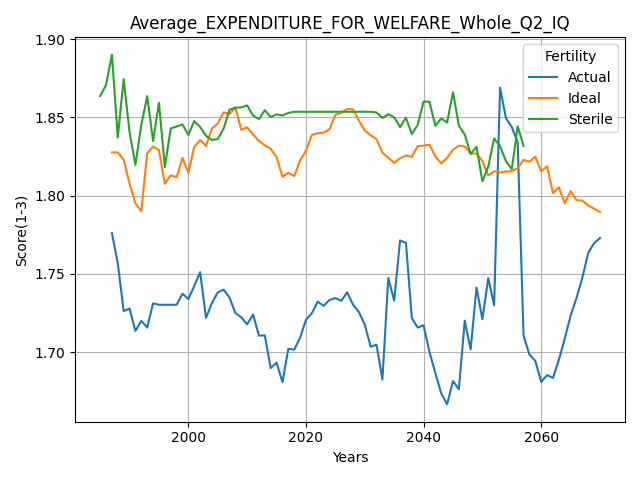 Average_EXPENDITURE_FOR_WELFARE_Whole_Q2_IQ
Fertility
Actual
Ideal
Sterile
Score(1-3)
1.90
1.85
1.80
1.75
1.70
2000
2020
2040
2060
Years